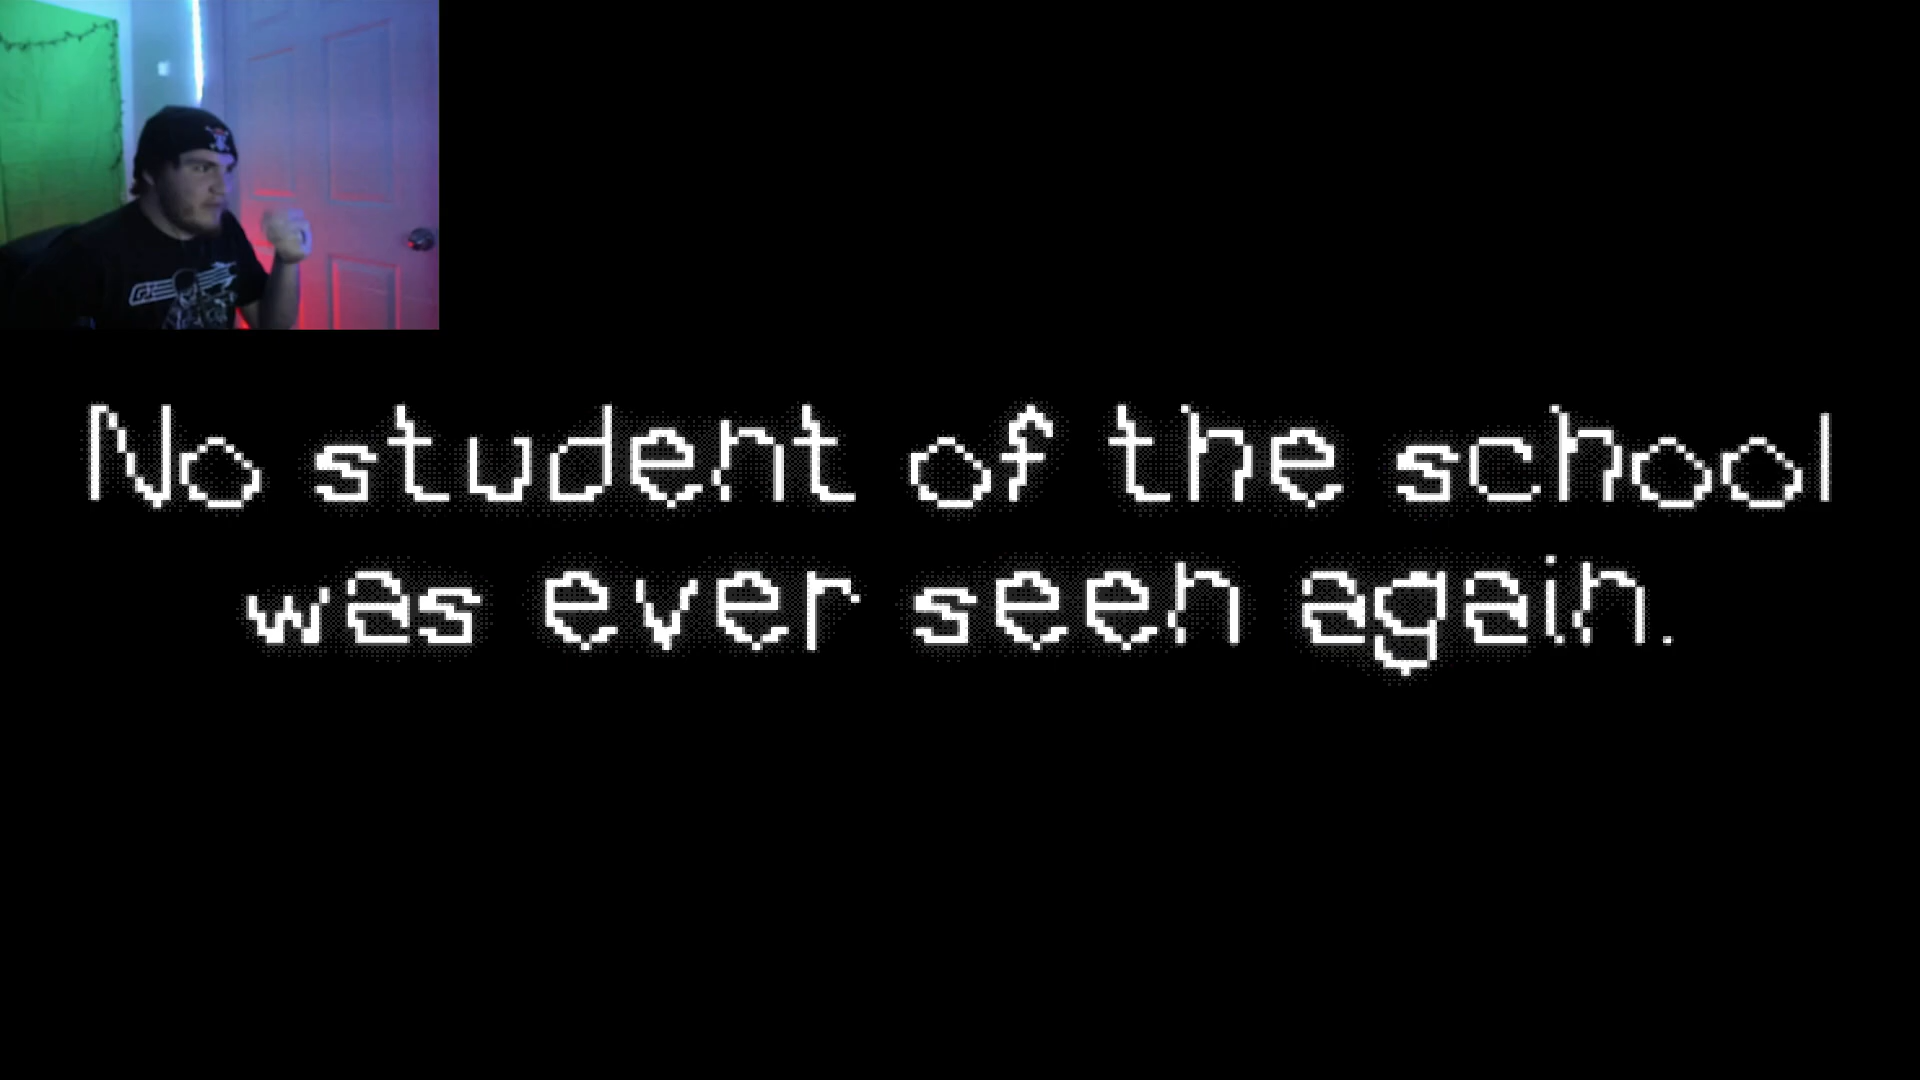 No student of the school
was ever seen again.